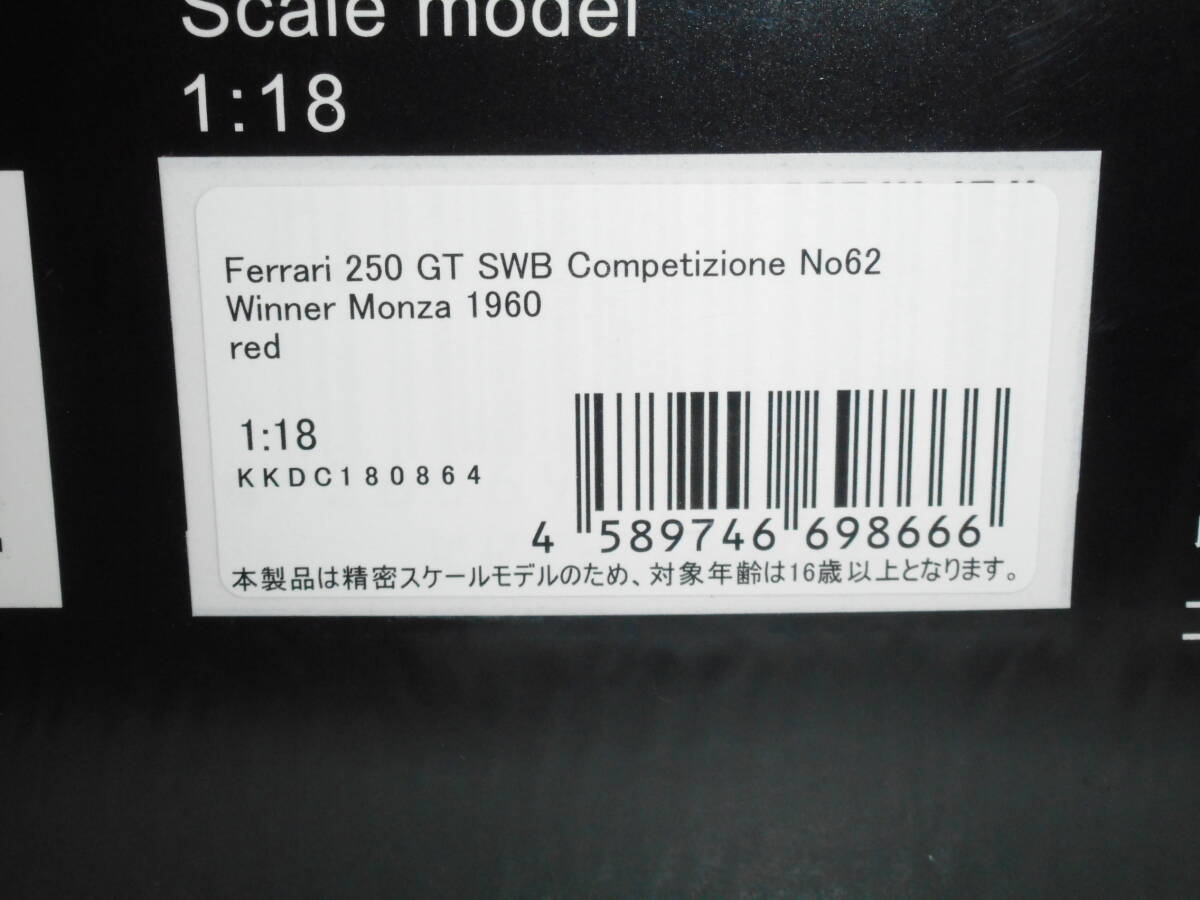 Scale model
1:18
Ferrari 250 GT SWB Competizione No62
Winner Monza 1960
red
1:18
KKDC180864
4 589746 698666
本製品は精密スケールモデルのため、対象年齢は16歳以上となります。